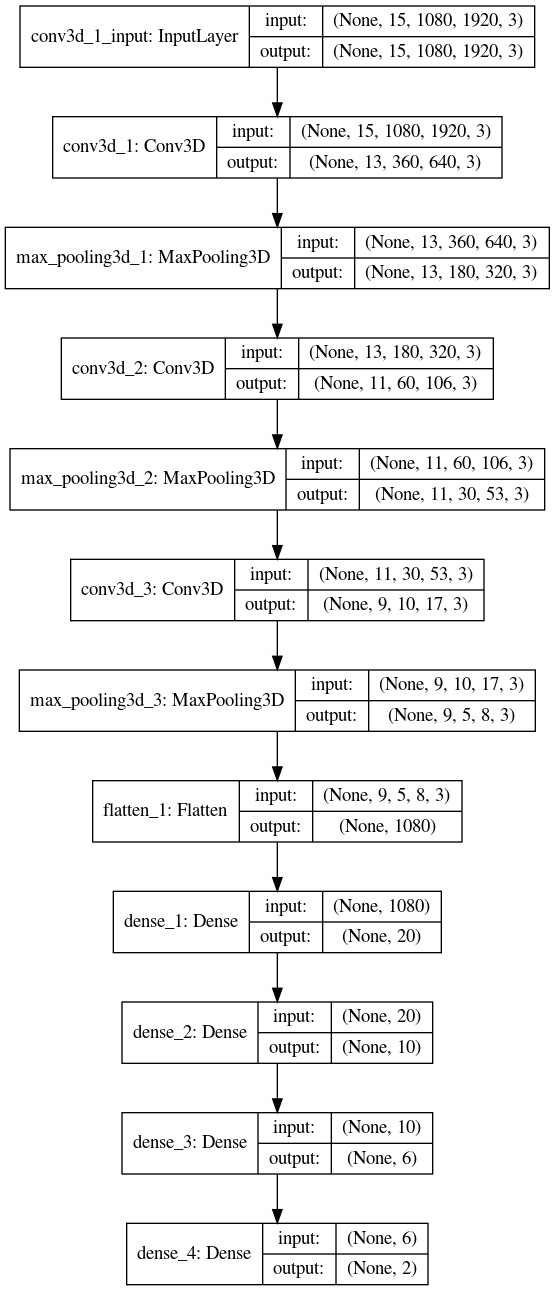 conv3d_1_input: InputLayer
input: (None, 15, 1080, 1920, 3)
output: (None, 15, 1080, 1920, 3)
conv3d_1: Conv3D
input: (None, 15, 1080, 1920, 3)
output: (None, 13, 360, 640, 3)
max_pooling3d_1: MaxPooling3D
input: (None, 13, 360, 640, 3)
output: (None, 13, 180, 320, 3)
conv3d_2: Conv3D
input: (None, 13, 180, 320, 3)
output: (None, 11, 60, 106, 3)
max_pooling3d_2: MaxPooling3D
input: (None, 11, 60, 106, 3)
output: (None, 11, 30, 53, 3)
conv3d_3: Conv3D
input: (None, 11, 30, 53, 3)
output: (None, 9, 10, 17, 3)
max_pooling3d_3: MaxPooling3D
input: (None, 9, 10, 17, 3)
output: (None, 9, 5, 8, 3)
flatten_1: Flatten
input: (None, 9, 5, 8, 3)
output: (None, 1080)
dense_1: Dense
input: (None, 1080)
output: (None, 20)
dense_2: Dense
input: (None, 20)
output: (None, 10)
dense_3: Dense
input: (None, 10)
output: (None, 6)
dense_4: Dense
input: (None, 6)
output: (None, 2)